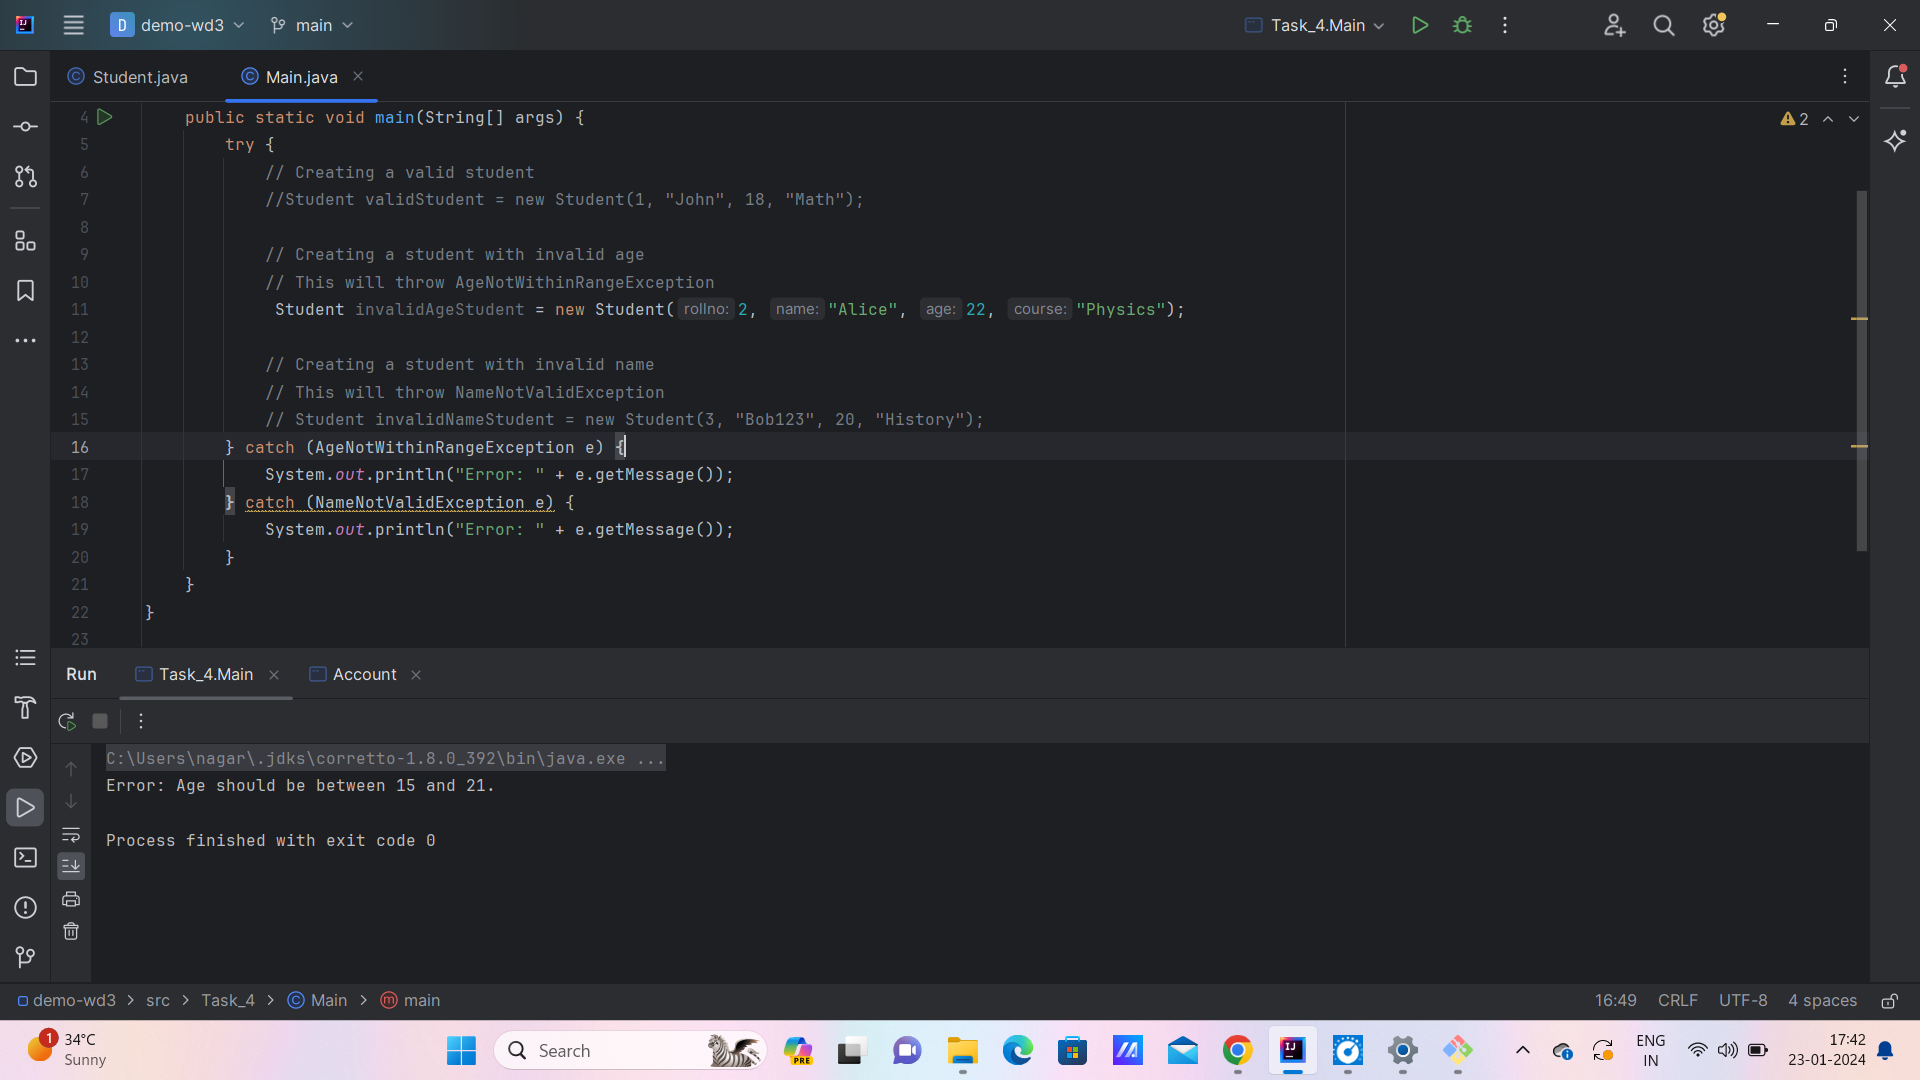 D demo-wd3 main Task_4.Main
Student.java Main.java
4 public static void main(String[] args) { 2
5 try {
6 // Creating a valid student
7 //Student validStudent = new Student(1, "John", 18, "Math");
8
9 // Creating a student with invalid age
10 // This will throw AgeNotWithinRangeException
11 Student invalidAgeStudent = new Student( rollno: 2, name: "Alice", age: 22, course: "Physics");
12
13 // Creating a student with invalid name
14 // This will throw NameNotValidException
15 // Student invalidNameStudent = new Student(3, "Bob123", 20, "History");
16 } catch (AgeNotWithinRangeException e) {
17 System.out.println("Error: " + e.getMessage());
18 } catch (NameNotValidException e) {
19 System.out.println("Error: " + e.getMessage());
20 }
21 }
22 }
23
Run Task_4.Main Account
C:\Users\nagar\.jdks\corretto-1.8.0_392\bin\java.exe ...
Error: Age should be between 15 and 21.
Process finished with exit code 0
demo-wd3 > src > Task_4 > Main > main 16:49 CRLF UTF-8 4 spaces
1 34°C
Sunny
Search
PRE
ENG
IN
17:42
23-01-2024